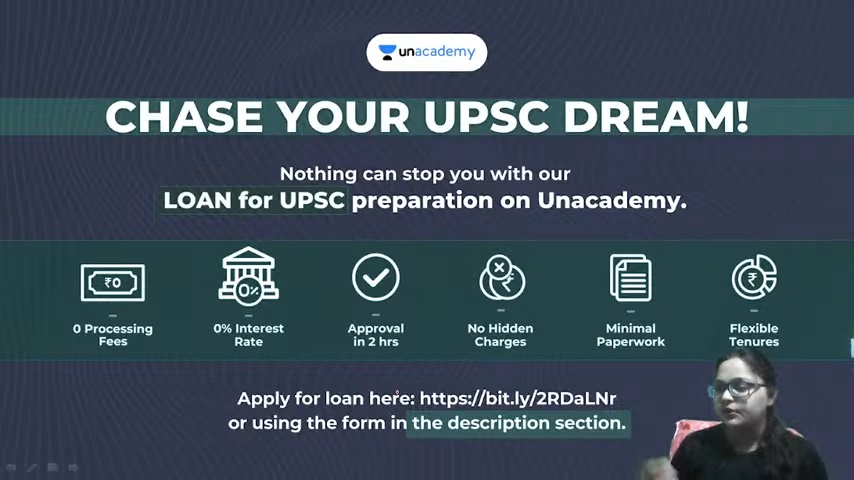 unacademy
CHASE YOUR UPSC DREAM!
Nothing can stop you with our
LOAN for UPSC preparation on Unacademy.
₹0
0%
₹
₹
0 Processing
Fees
0% Interest
Rate
Approval
in 2 hrs
No Hidden
Charges
Minimal
Paperwork
Flexible
Tenures
Apply for loan here: https://bit.ly/2RDaLNr
or using the form in the description section.